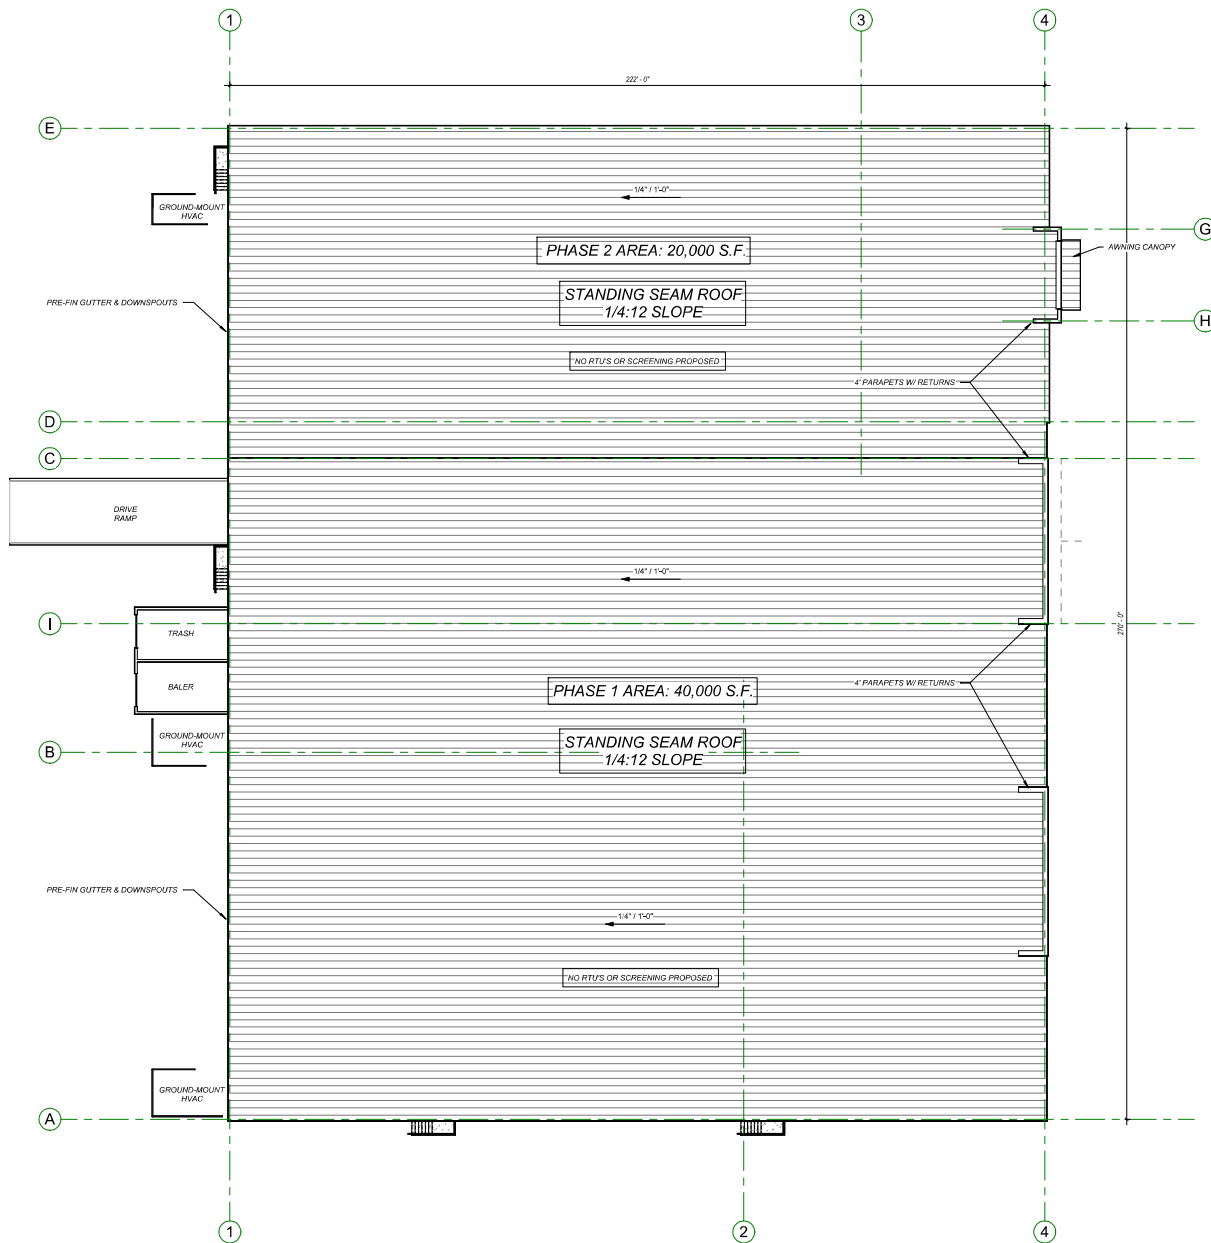 1
3
4
222' - 0"
E
1/4" / 1'-0"
GROUND-MOUNT
HVAC
G
PHASE 2 AREA: 20,000 S.F.
AWNING CANOPY
STANDING SEAM ROOF
1/4:12 SLOPE
PRE-FIN GUTTER & DOWNSPOUTS
H
NO RTU'S OR SCREENING PROPOSED
4' PARAPETS W/ RETURNS
D
C
DRIVE
RAMP
1/4" / 1'-0"
I
270' - 0"
TRASH
BALER
PHASE 1 AREA: 40,000 S.F.
4' PARAPETS W/ RETURNS
GROUND-MOUNT
HVAC
B
STANDING SEAM ROOF
1/4:12 SLOPE
PRE-FIN GUTTER & DOWNSPOUTS
1/4" / 1'-0"
NO RTU'S OR SCREENING PROPOSED
GROUND-MOUNT
HVAC
A
1
2
4